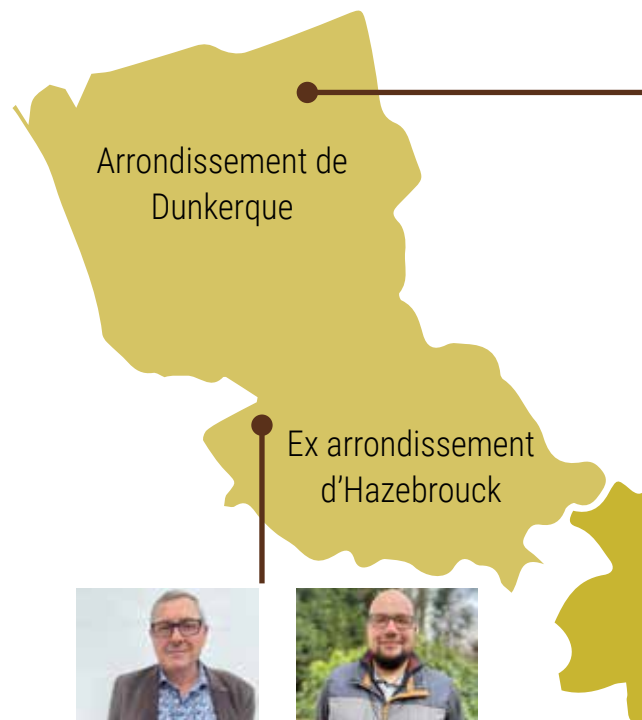 Arrondissement de
Dunkerque
Ex arrondissement
d'Hazebrouck